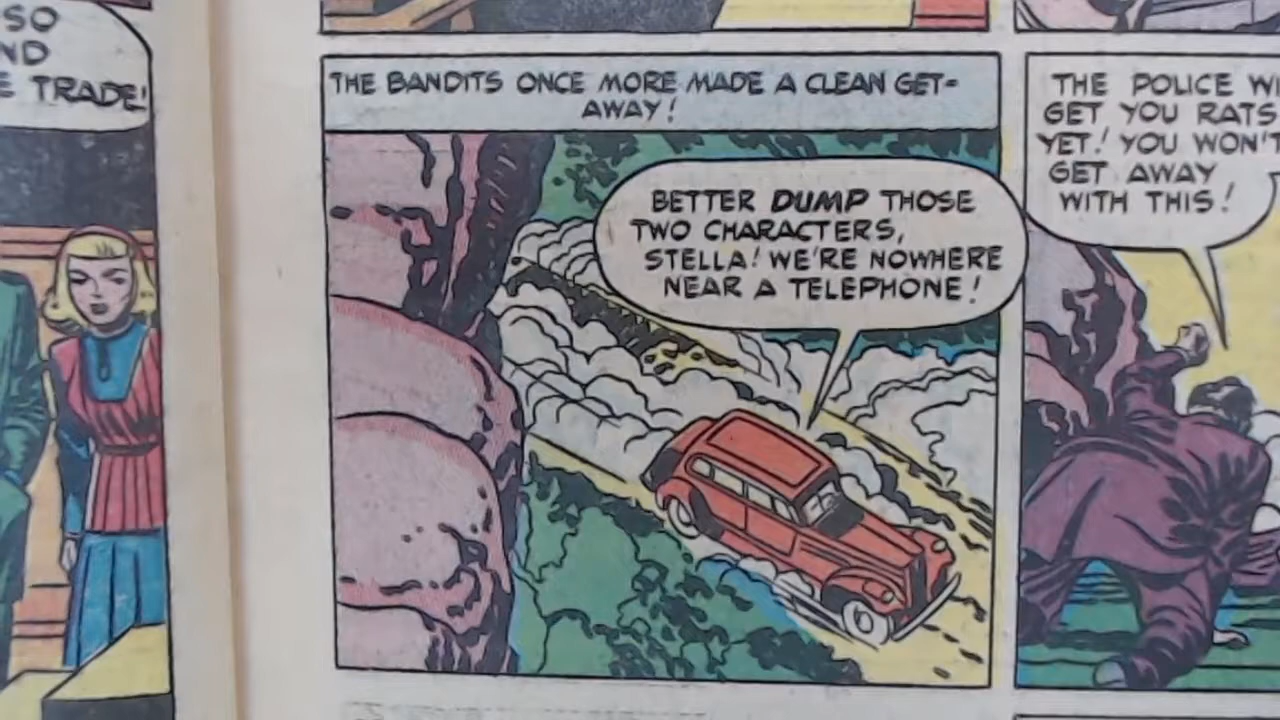 SO
ND
E TRADE!
THE BANDITS ONCE MORE MADE A CLEAN GET-
AWAY!
BETTER DUMP THOSE
TWO CHARACTERS,
STELLA! WE'RE NOWHERE
NEAR A TELEPHONE!
THE POLICE WI
GET YOU RATS
YET! YOU WON'T
GET AWAY
WITH THIS!